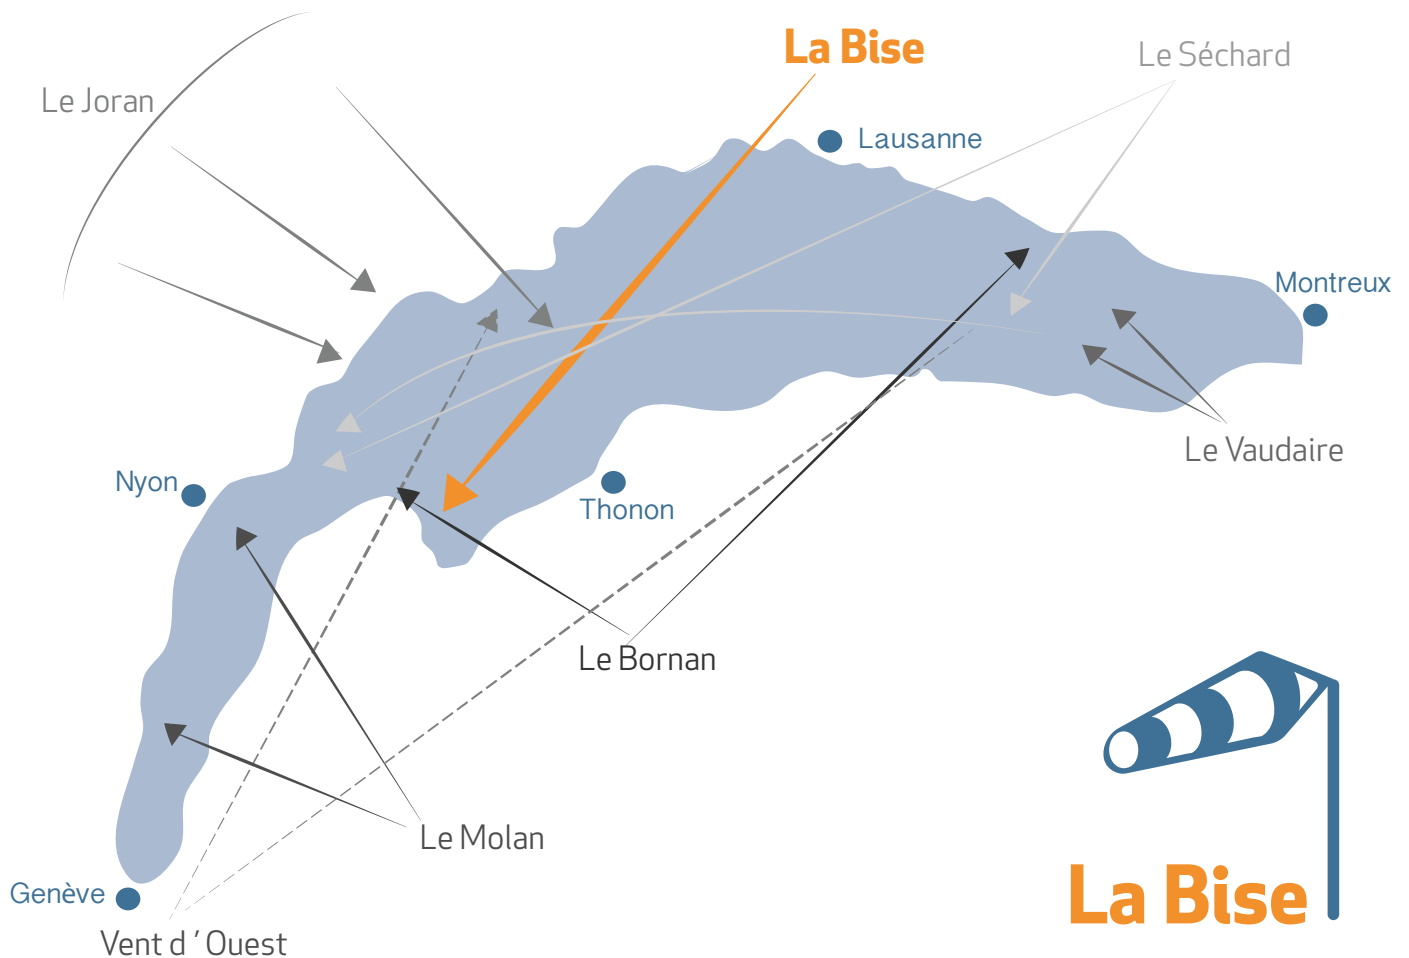 La Bise
Le Séchard
Le Joran
Lausanne
Montreux
Le Vaudaire
Nyon
Thonon
Le Bornan
Le Molan
Genève
La Bise
Vent d ’ Ouest